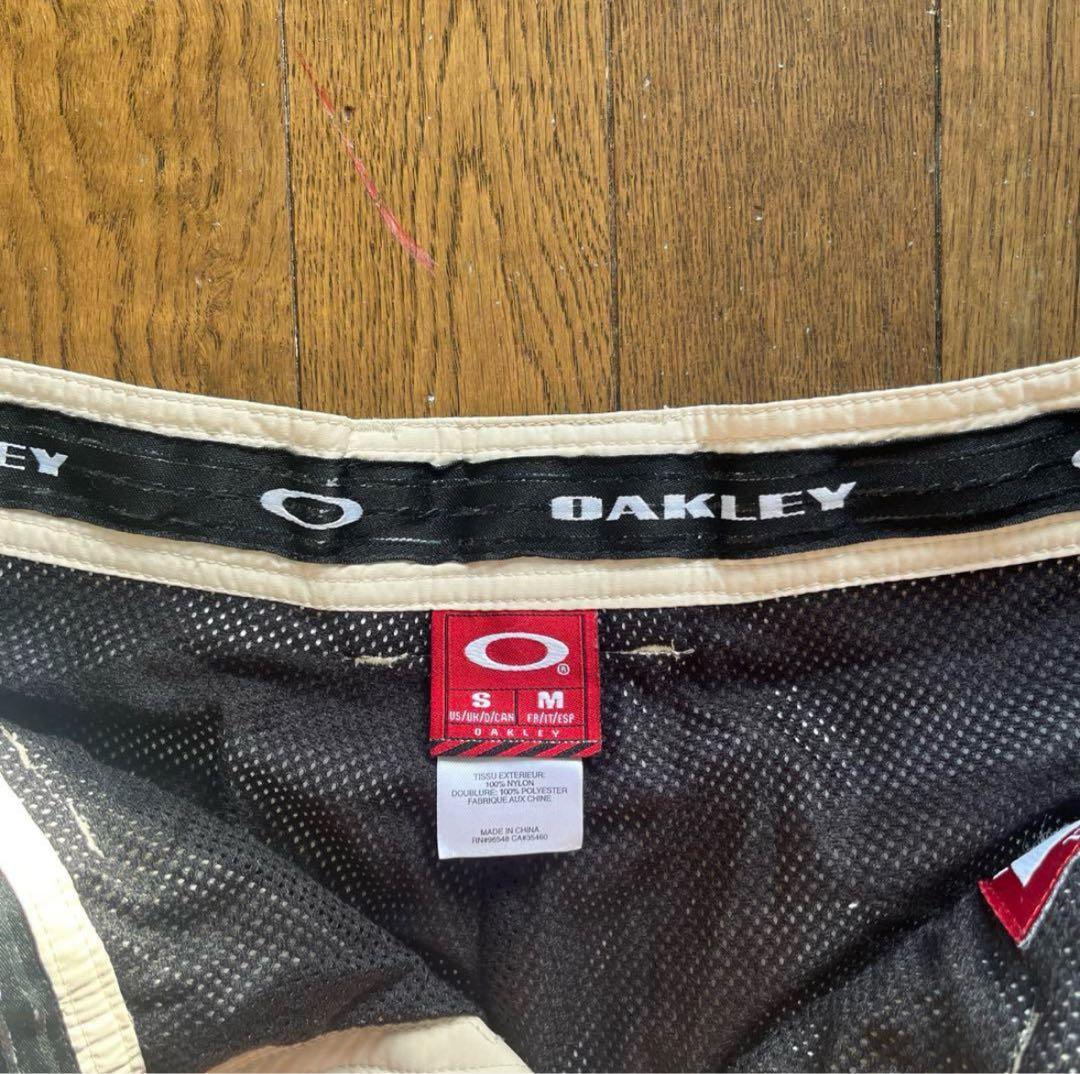 EY
OAKLEY
®
S M
US/UK/D/CAN FR/IT/ESP
OAKLEY
TISSU EXTERIEUR:
100% NYLON
DOUBLURE: 100% POLYESTER
FABRIQUE AUX CHINE
MADE IN CHINA
RN#96548 CA#35460